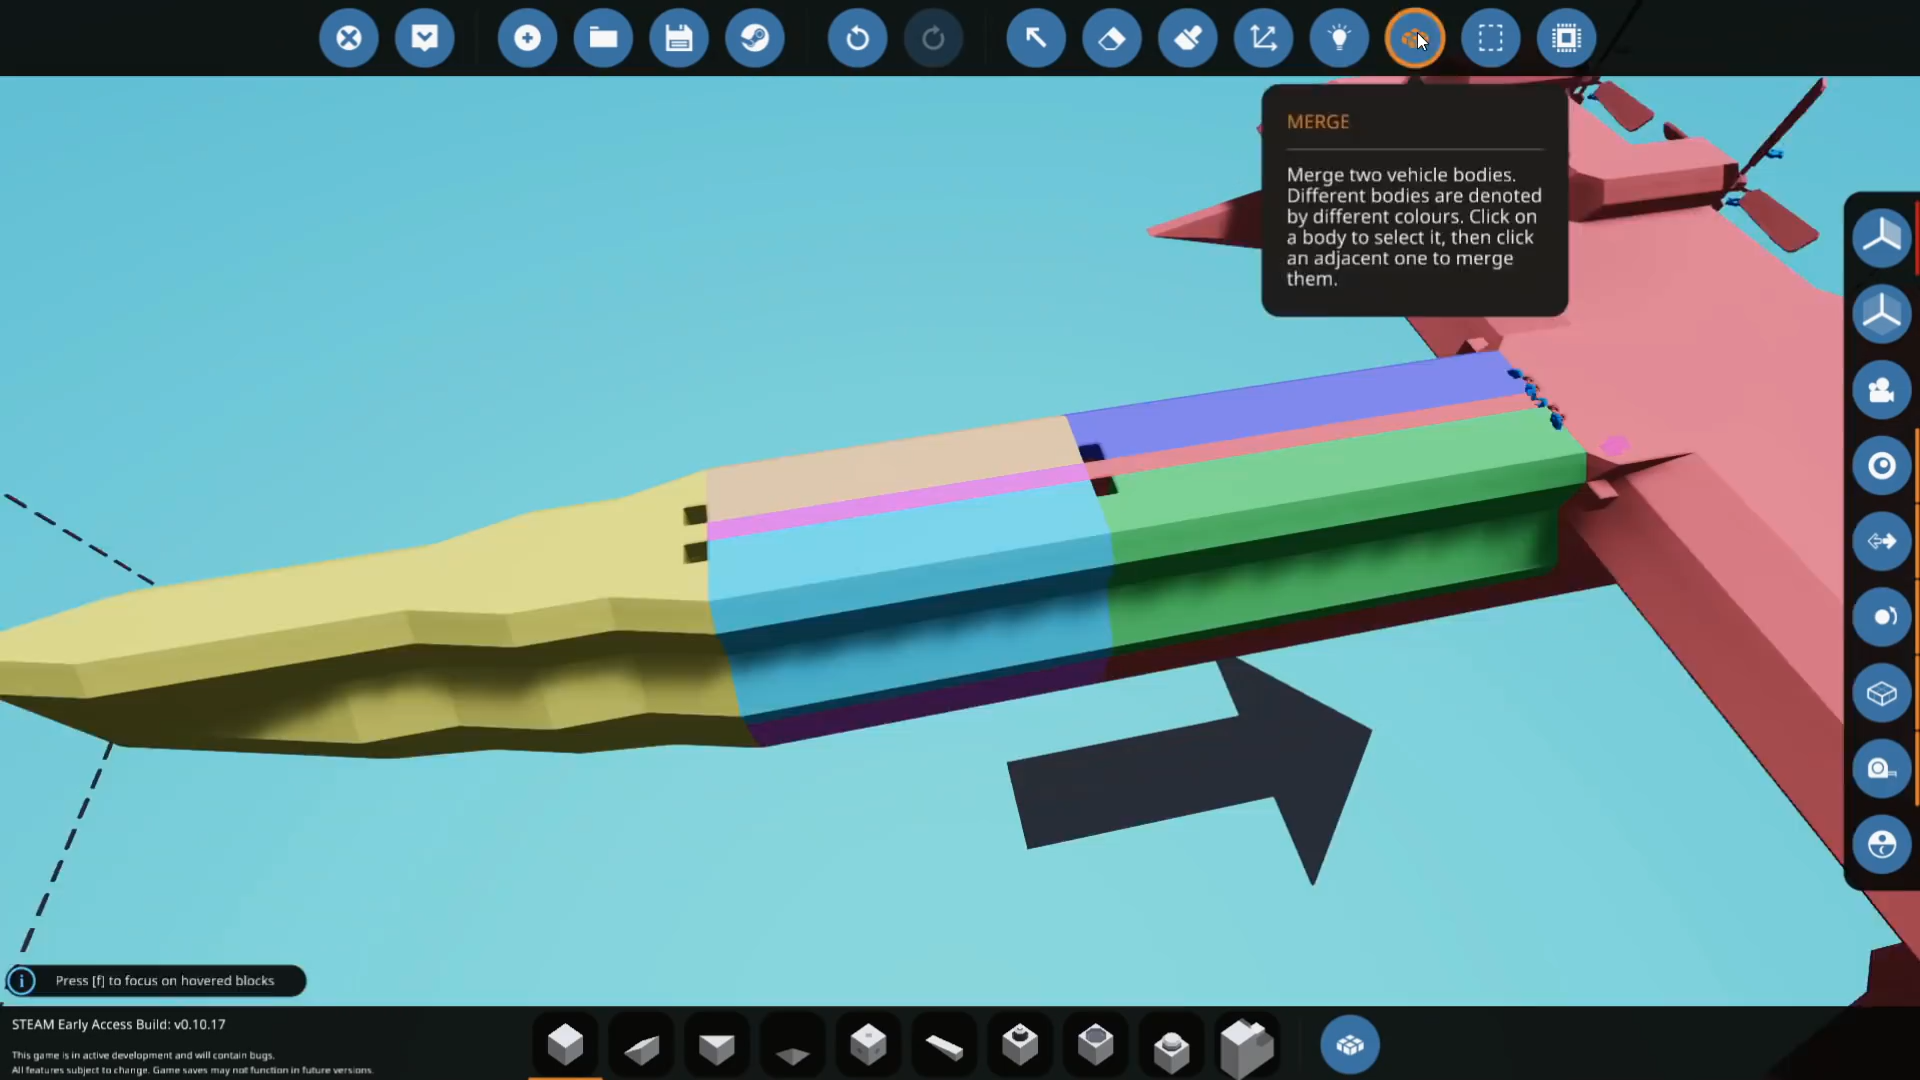 MERGE
Merge two vehicle bodies.
Different bodies are denoted
by different colours. Click on
a body to select it, then click
an adjacent one to merge
them.
Press [f] to focus on hovered blocks
STEAM Early Access Build: v0.10.17
This game is in active development and will contain bugs.
All features subject to change. Game saves may not function in future versions.